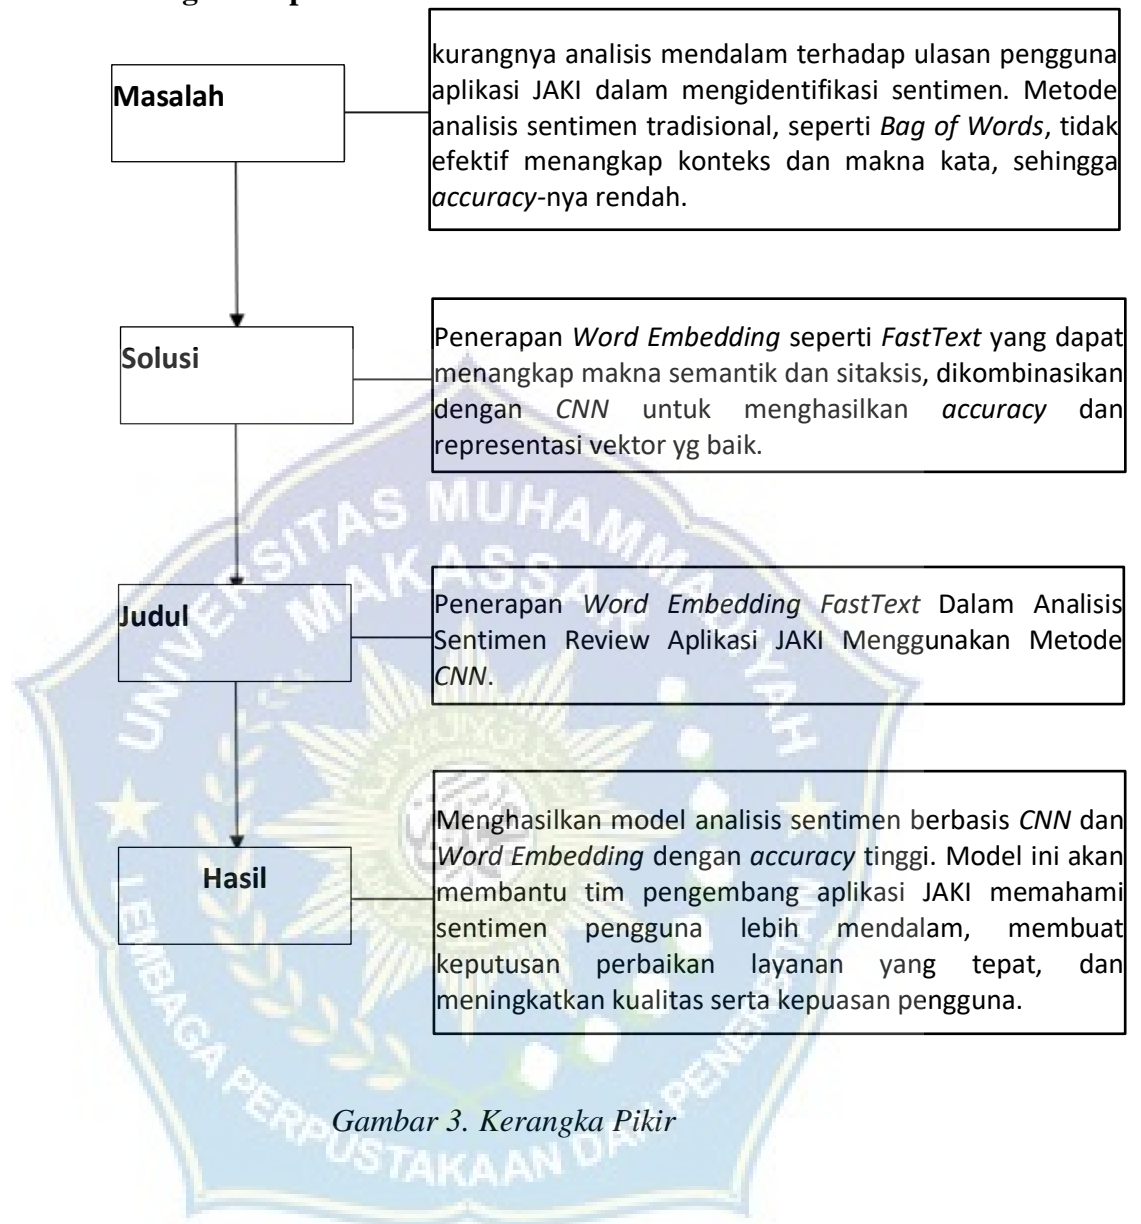 Masalah
kurangnya analisis mendalam terhadap ulasan pengguna
aplikasi JAKI dalam mengidentifikasi sentimen. Metode
analisis sentimen tradisional, seperti Bag of Words, tidak
efektif menangkap konteks dan makna kata, sehingga
accuracy-nya rendah.
Solusi
Penerapan Word Embedding seperti FastText yang dapat
menangkap makna semantik dan sitaksis, dikombinasikan
dengan CNN untuk menghasilkan accuracy dan
representasi vektor yg baik.
Judul
Penerapan Word Embedding FastText Dalam Analisis
Sentimen Review Aplikasi JAKI Menggunakan Metode
CNN.
Hasil
Menghasilkan model analisis sentimen berbasis CNN dan
Word Embedding dengan accuracy tinggi. Model ini akan
membantu tim pengembang aplikasi JAKI memahami
sentimen pengguna lebih mendalam, membuat
keputusan perbaikan layanan yang tepat, dan
meningkatkan kualitas serta kepuasan pengguna.
Gambar 3. Kerangka Pikir
UNIVERSITAS MUHAMMADIYAH
MAKASSAR
LEMBAGA PERPUSTAKAAN DAN PENERBITAN